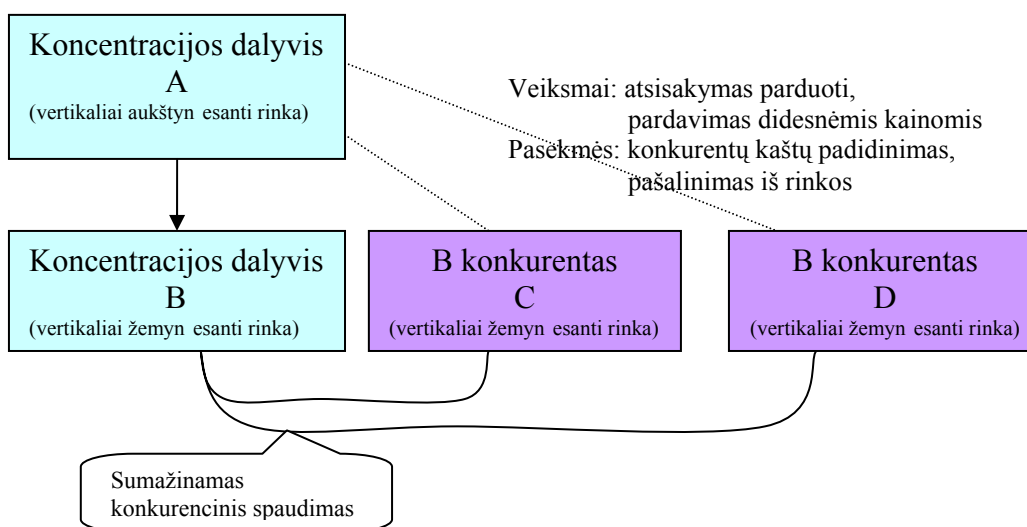 Koncentracijos dalyvis
A
(vertikaliai aukštyn esanti rinka)
Veiksmai: atsisakymas parduoti,
pardavimas didesnėmis kainomis
Pasekmės: konkurentų kaštų padidinimas,
pašalinimas iš rinkos
Koncentracijos dalyvis
B
(vertikaliai žemyn esanti rinka)
B konkurentas
C
(vertikaliai žemyn esanti rinka)
B konkurentas
D
(vertikaliai žemyn esanti rinka)
Sumažinamas
konkurencinis spaudimas